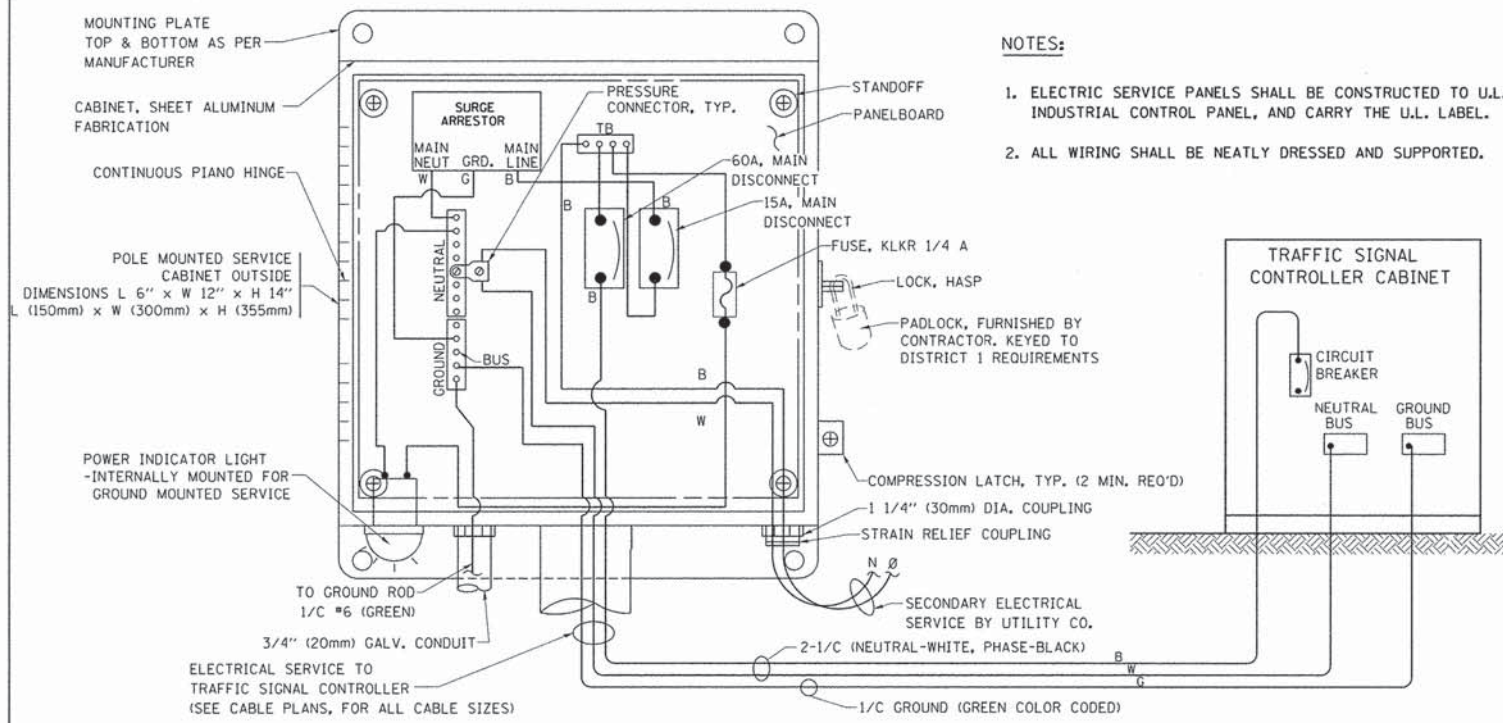 MOUNTING PLATE
TOP & BOTTOM AS PER
MANUFACTURER
CABINET, SHEET ALUMINUM
FABRICATION
CONTINUOUS PIANO HINGE
POLE MOUNTED SERVICE
CABINET OUTSIDE
DIMENSIONS L 6" x W 12" x H 14"
L (150mm) x W (300mm) x H (355mm)
POWER INDICATOR LIGHT
-INTERNALLY MOUNTED FOR
GROUND MOUNTED SERVICE
SURGE
ARRESTOR
MAIN
NEUT
GRD.
MAIN
LINE
W
G
B
PRESSURE
CONNECTOR, TYP.
TB
STANDOFF
PANELBOARD
60A, MAIN
DISCONNECT
15A, MAIN
DISCONNECT
B
B
B
NEUTRAL
GROUND
BUS
FUSE, KLKR 1/4 A
LOCK, HASP
PADLOCK, FURNISHED BY
CONTRACTOR. KEYED TO
DISTRICT 1 REQUIREMENTS
B
W
COMPRESSION LATCH, TYP. (2 MIN. REQ'D)
1 1/4" (30mm) DIA. COUPLING
STRAIN RELIEF COUPLING
N Ø
SECONDARY ELECTRICAL
SERVICE BY UTILITY CO.
TO GROUND ROD
1/C #6 (GREEN)
3/4" (20mm) GALV. CONDUIT
ELECTRICAL SERVICE TO
TRAFFIC SIGNAL CONTROLLER
(SEE CABLE PLANS, FOR ALL CABLE SIZES)
2-1/C (NEUTRAL-WHITE, PHASE-BLACK)
B
W
G
1/C GROUND (GREEN COLOR CODED)
NOTES:
1. ELECTRIC SERVICE PANELS SHALL BE CONSTRUCTED TO U.L.
INDUSTRIAL CONTROL PANEL, AND CARRY THE U.L. LABEL.
2. ALL WIRING SHALL BE NEATLY DRESSED AND SUPPORTED.
TRAFFIC SIGNAL
CONTROLLER CABINET
CIRCUIT
BREAKER
NEUTRAL
BUS
GROUND
BUS